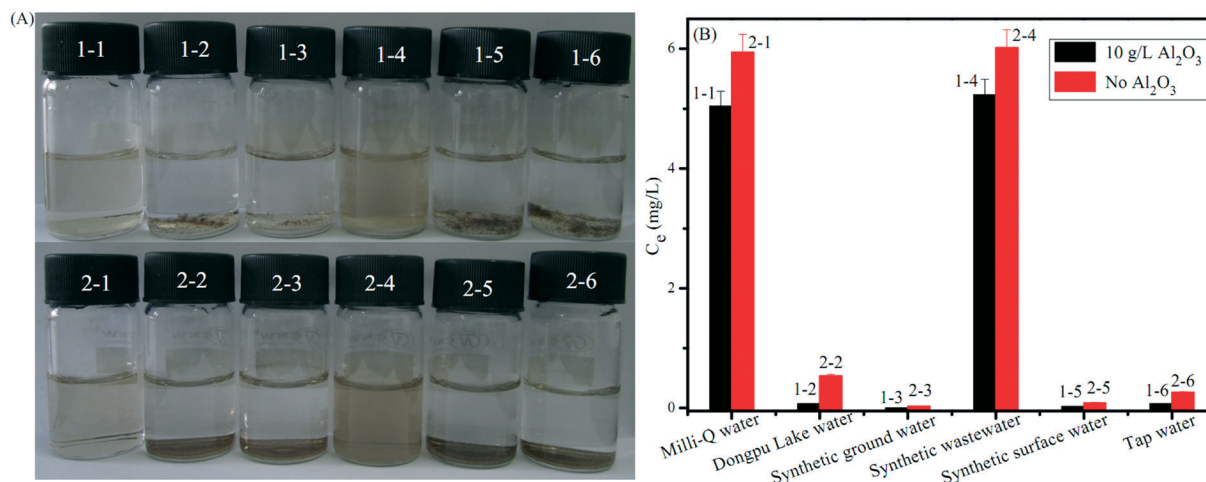 (A)
1-1 1-2 1-3 1-4 1-5 1-6
2-1 2-2 2-3 2-4 2-5 2-6
(B)
10 g/L Al₂O₃
No Al₂O₃
Cₑ (mg/L)
6
4
2
0
1-1 2-1
1-2 2-2
1-3 2-3
1-4 2-4
1-5 2-5
1-6 2-6
Milli-Q water
Dongpu Lake water
Synthetic ground water
Synthetic wastewater
Synthetic surface water
Tap water